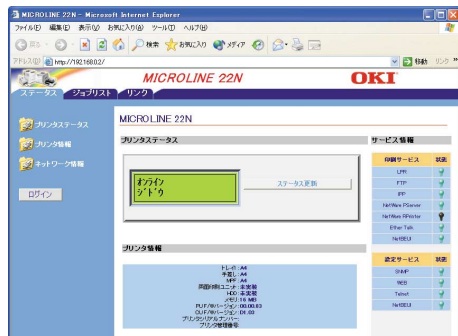 MICROLINE 22N - Microsoft Internet Explorer
ファイル(F) 編集(E) 表示(V) お気に入り(A) ツール(T) ヘルプ(H)
戻る 検索 お気に入り メディア
アドレス(D) http://192.168.0.2/ 移動 リンク
MICROLINE 22N OKI
ステータス ジョブリスト リンク
MICROLINE 22N
プリンタステータス
プリンタステータス
プリンタ情報
ネットワーク情報
ログイン
オンライン
ジドウ
ステータス更新
サービス情報
印刷サービス 状態
LPR
FTP
IPP
NetWare PServer
NetWare RPrinter
Ether Talk
NetBEUI
設定サービス 状態
SNMP
WEB
Telnet
NetBEUI
プリンタ情報
トレイ1: A4
手差し: A4
MPF: A4
両面印刷ユニット: 未実装
HDD: 未実装
メモリ: 16 MB
PU F/Wバージョン: 00.00.03
CU F/Wバージョン: 01.03
プリンタシリアルナンバー:
プリンタ管理番号: